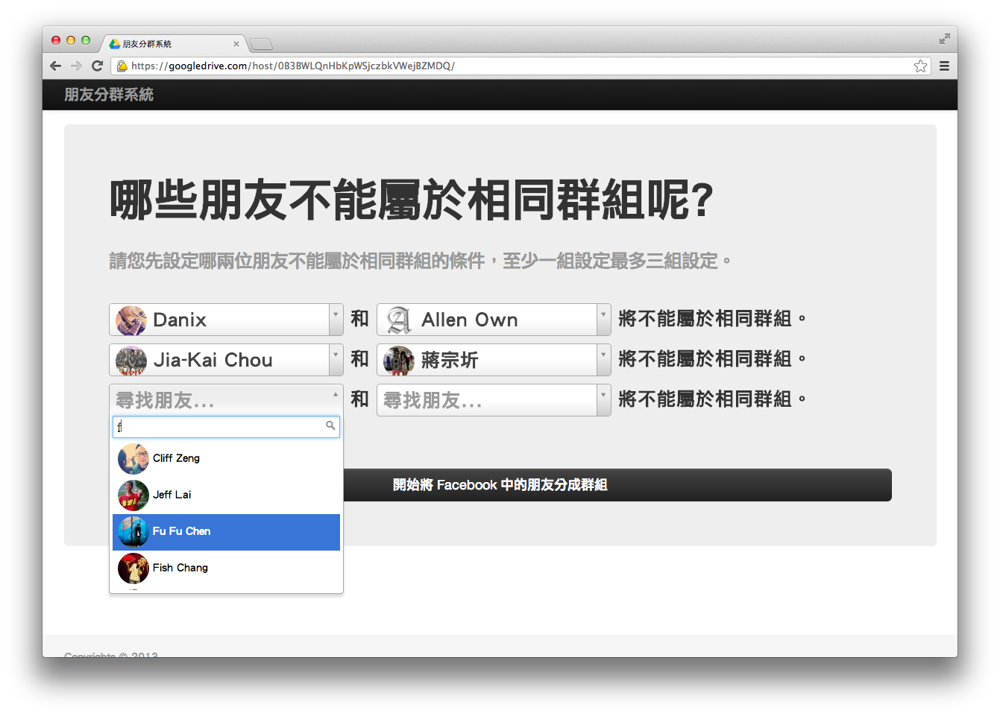 朋友分群系統
https://googledrive.com/host/0B3BWLQnHbKpWSjczbkVWejBZMDQ/
朋友分群系統
哪些朋友不能屬於相同群組呢?
請您先設定哪兩位朋友不能屬於相同群組的條件，至少一組設定最多三組設定。
Danix 和 Allen Own 將不能屬於相同群組。
Jia-Kai Chou 和 蔣宗圻 將不能屬於相同群組。
尋找朋友... 和 尋找朋友... 將不能屬於相同群組。
f
Cliff Zeng
Jeff Lai
開始將 Facebook 中的朋友分成群組
Fu Fu Chen
Fish Chang
Copyrights © 2013